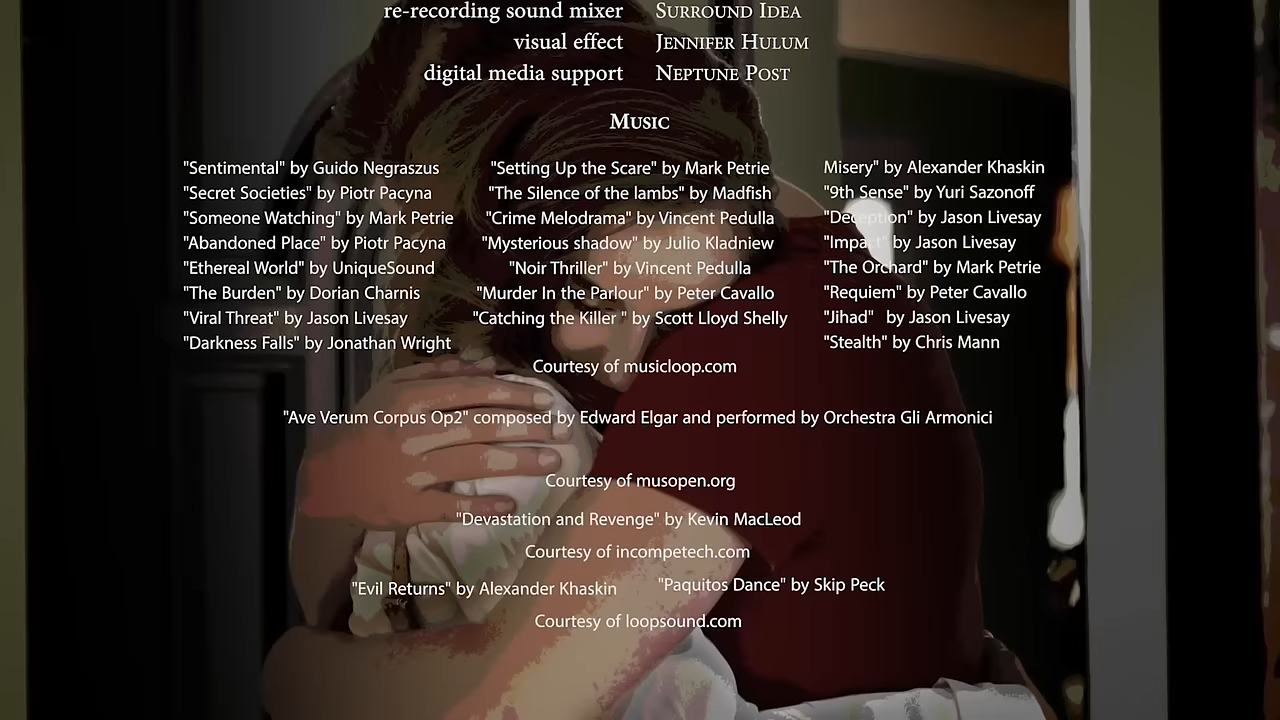 re-recording sound mixer SURROUND IDEA
visual effect JENNIFER HULUM
digital media support NEPTUNE POST
MUSIC
"Sentimental" by Guido Negraszus
"Secret Societies" by Piotr Pacyna
"Someone Watching" by Mark Petrie
"Abandoned Place" by Piotr Pacyna
"Ethereal World" by UniqueSound
"The Burden" by Dorian Charnis
"Viral Threat" by Jason Livesay
"Darkness Falls" by Jonathan Wright
"Setting Up the Scare" by Mark Petrie
"The Silence of the lambs" by Madfish
"Crime Melodrama" by Vincent Pedulla
"Mysterious shadow" by Julio Kladniew
"Noir Thriller" by Vincent Pedulla
"Murder In the Parlour" by Peter Cavallo
"Catching the Killer " by Scott Lloyd Shelly
Misery" by Alexander Khaskin
"9th Sense" by Yuri Sazonoff
"Deception" by Jason Livesay
"Impact" by Jason Livesay
"The Orchard" by Mark Petrie
"Requiem" by Peter Cavallo
"Jihad" by Jason Livesay
"Stealth" by Chris Mann
Courtesy of musicloop.com
"Ave Verum Corpus Op2" composed by Edward Elgar and performed by Orchestra Gli Armonici
Courtesy of musopen.org
"Devastation and Revenge" by Kevin MacLeod
Courtesy of incompetech.com
"Evil Returns" by Alexander Khaskin "Paquitos Dance" by Skip Peck
Courtesy of loopsound.com